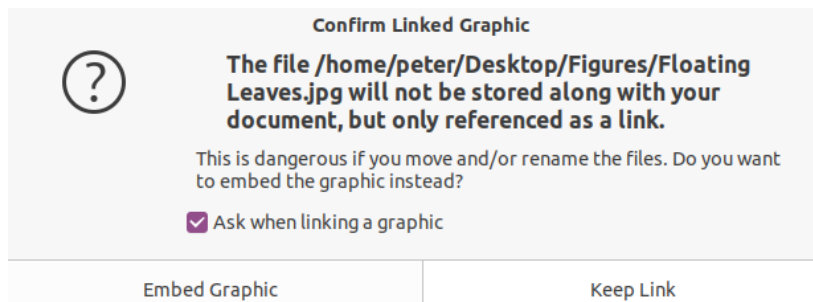 Confirm Linked Graphic
The file /home/peter/Desktop/Figures/Floating
Leaves.jpg will not be stored along with your
document, but only referenced as a link.
This is dangerous if you move and/or rename the files. Do you want
to embed the graphic instead?
Ask when linking a graphic
Embed Graphic
Keep Link